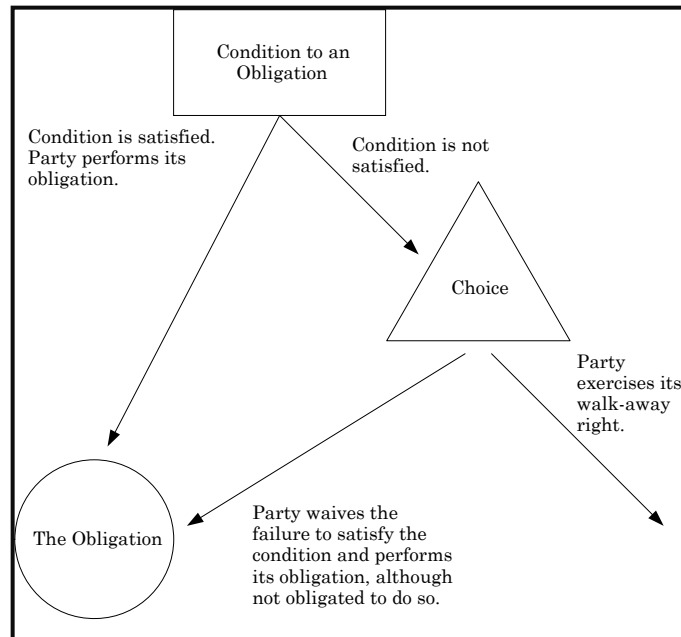 Condition to an
Obligation
Condition is satisfied.
Party performs its
obligation.
Condition is not
satisfied.
Choice
Party
exercises its
walk-away
right.
The Obligation
Party waives the
failure to satisfy the
condition and performs
its obligation, although
not obligated to do so.